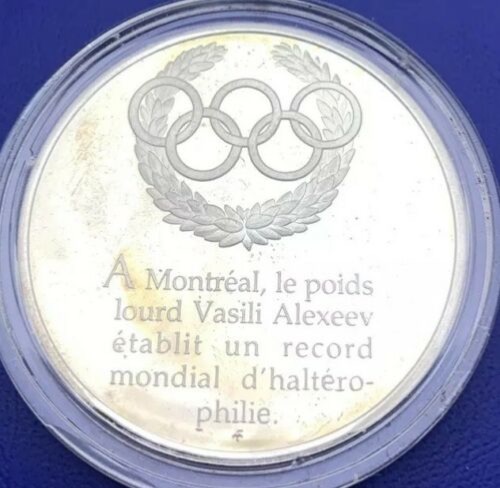 A Montréal, le poids
lourd Vasili Alexeev
établit un record
mondial d'haltéro-
philie.